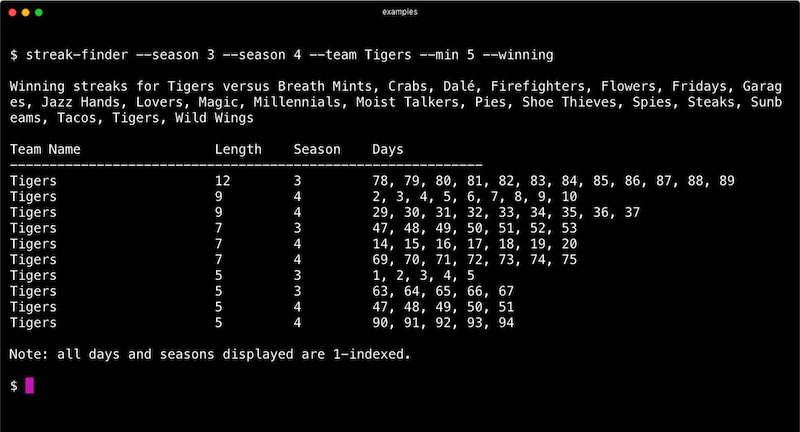 examples
$ streak-finder --season 3 --season 4 --team Tigers --min 5 --winning
Winning streaks for Tigers versus Breath Mints, Crabs, Dalé, Firefighters, Flowers, Fridays, Garag
es, Jazz Hands, Lovers, Magic, Millennials, Moist Talkers, Pies, Shoe Thieves, Spies, Steaks, Sunb
eams, Tacos, Tigers, Wild Wings
Team Name Length Season Days
------------------------------------------------------------
Tigers 12 3 78, 79, 80, 81, 82, 83, 84, 85, 86, 87, 88, 89
Tigers 9 4 2, 3, 4, 5, 6, 7, 8, 9, 10
Tigers 9 4 29, 30, 31, 32, 33, 34, 35, 36, 37
Tigers 7 3 47, 48, 49, 50, 51, 52, 53
Tigers 7 4 14, 15, 16, 17, 18, 19, 20
Tigers 7 4 69, 70, 71, 72, 73, 74, 75
Tigers 5 3 1, 2, 3, 4, 5
Tigers 5 3 63, 64, 65, 66, 67
Tigers 5 4 47, 48, 49, 50, 51
Tigers 5 4 90, 91, 92, 93, 94
Note: all days and seasons displayed are 1-indexed.
$